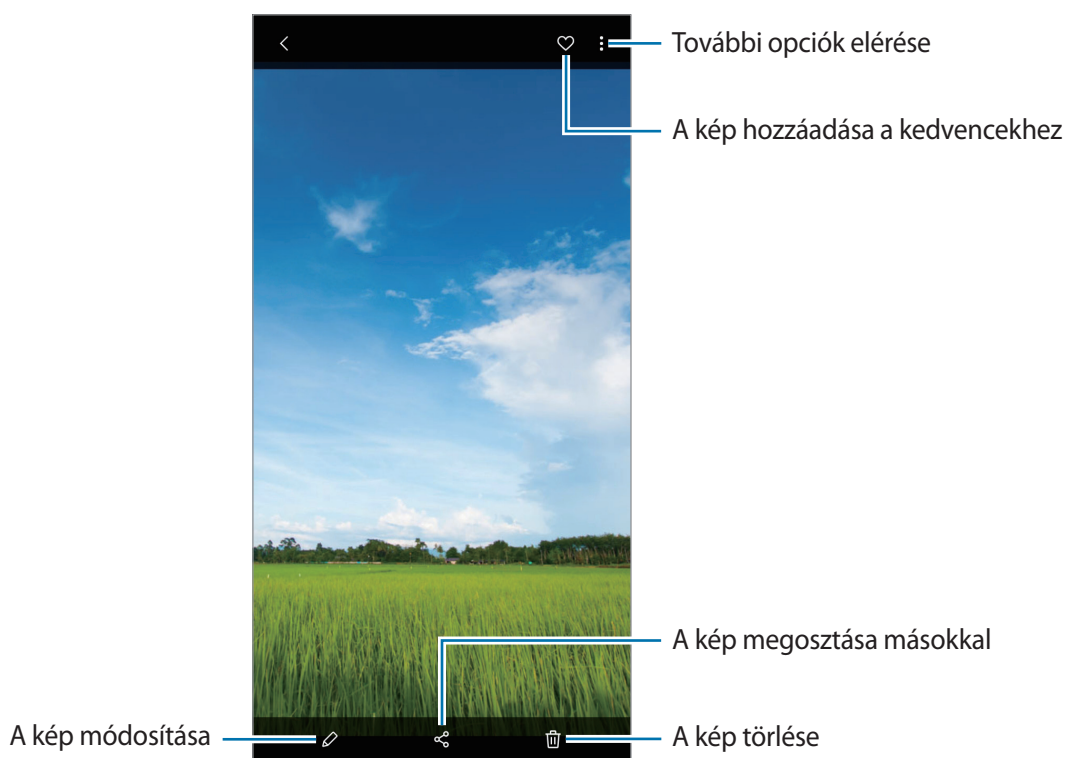 További opciók elérése
A kép hozzáadása a kedvencekhez
A kép megosztása másokkal
A kép módosítása
A kép törlése